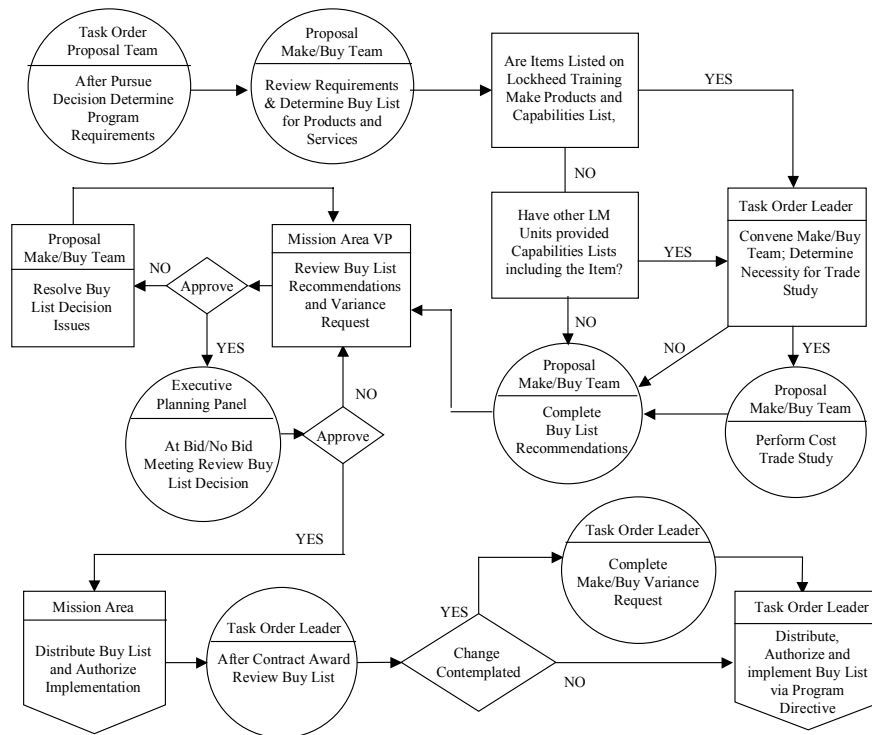 Task Order
Proposal Team
After Pursue
Decision Determine
Program
Requirements
Proposal
Make/Buy Team
Review Requirements
& Determine Buy List
for Products and
Services
Are Items Listed on
Lockheed Training
Make Products and
Capabilities List,
YES
NO
Have other LM
Units provided
Capabilities Lists
including the Item?
YES
NO
Task Order Leader
Convene Make/Buy
Team; Determine
Necessity for Trade
Study
NO
YES
Proposal
Make/Buy Team
Resolve Buy
List Decision
Issues
NO
Approve
YES
Mission Area VP
Review Buy List
Recommendations
and Variance
Request
Proposal
Make/Buy Team
Complete
Buy List
Recommendations
Proposal
Make/Buy Team
Perform Cost
Trade Study
Executive
Planning Panel
At Bid/No Bid
Meeting Review Buy
List Decision
NO
Approve
YES
Mission Area
Distribute Buy List
and Authorize
Implementation
Task Order Leader
After Contract Award
Review Buy List
Change
Contemplated
YES
NO
Task Order Leader
Complete
Make/Buy Variance
Request
Task Order Leader
Distribute,
Authorize and
implement Buy List
via Program
Directive